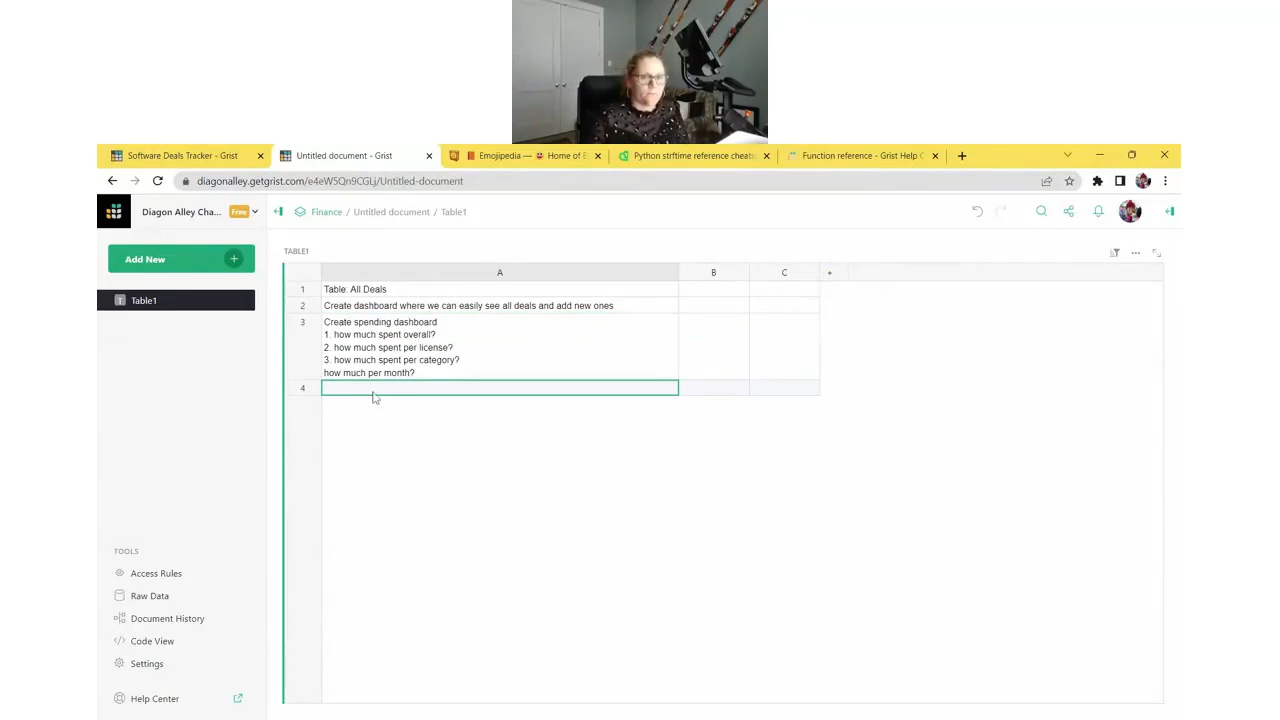 Software Deals Tracker - Grist
Untitled document - Grist
Emojipedia — 😃 Home of E
Python strftime reference cheats
Function reference - Grist Help C
diagonalley.getgrist.com/e4eW5Qn9CGLj/Untitled-document
Diagon Alley Cha... Free
Finance / Untitled document / Table1
Add New
Table1
TABLE1
A B C +
1 Table: All Deals
2 Create dashboard where we can easily see all deals and add new ones
3 Create spending dashboard
1. how much spent overall?
2. how much spent per license?
3. how much spent per category?
how much per month?
4
TOOLS
Access Rules
Raw Data
Document History
Code View
Settings
Help Center